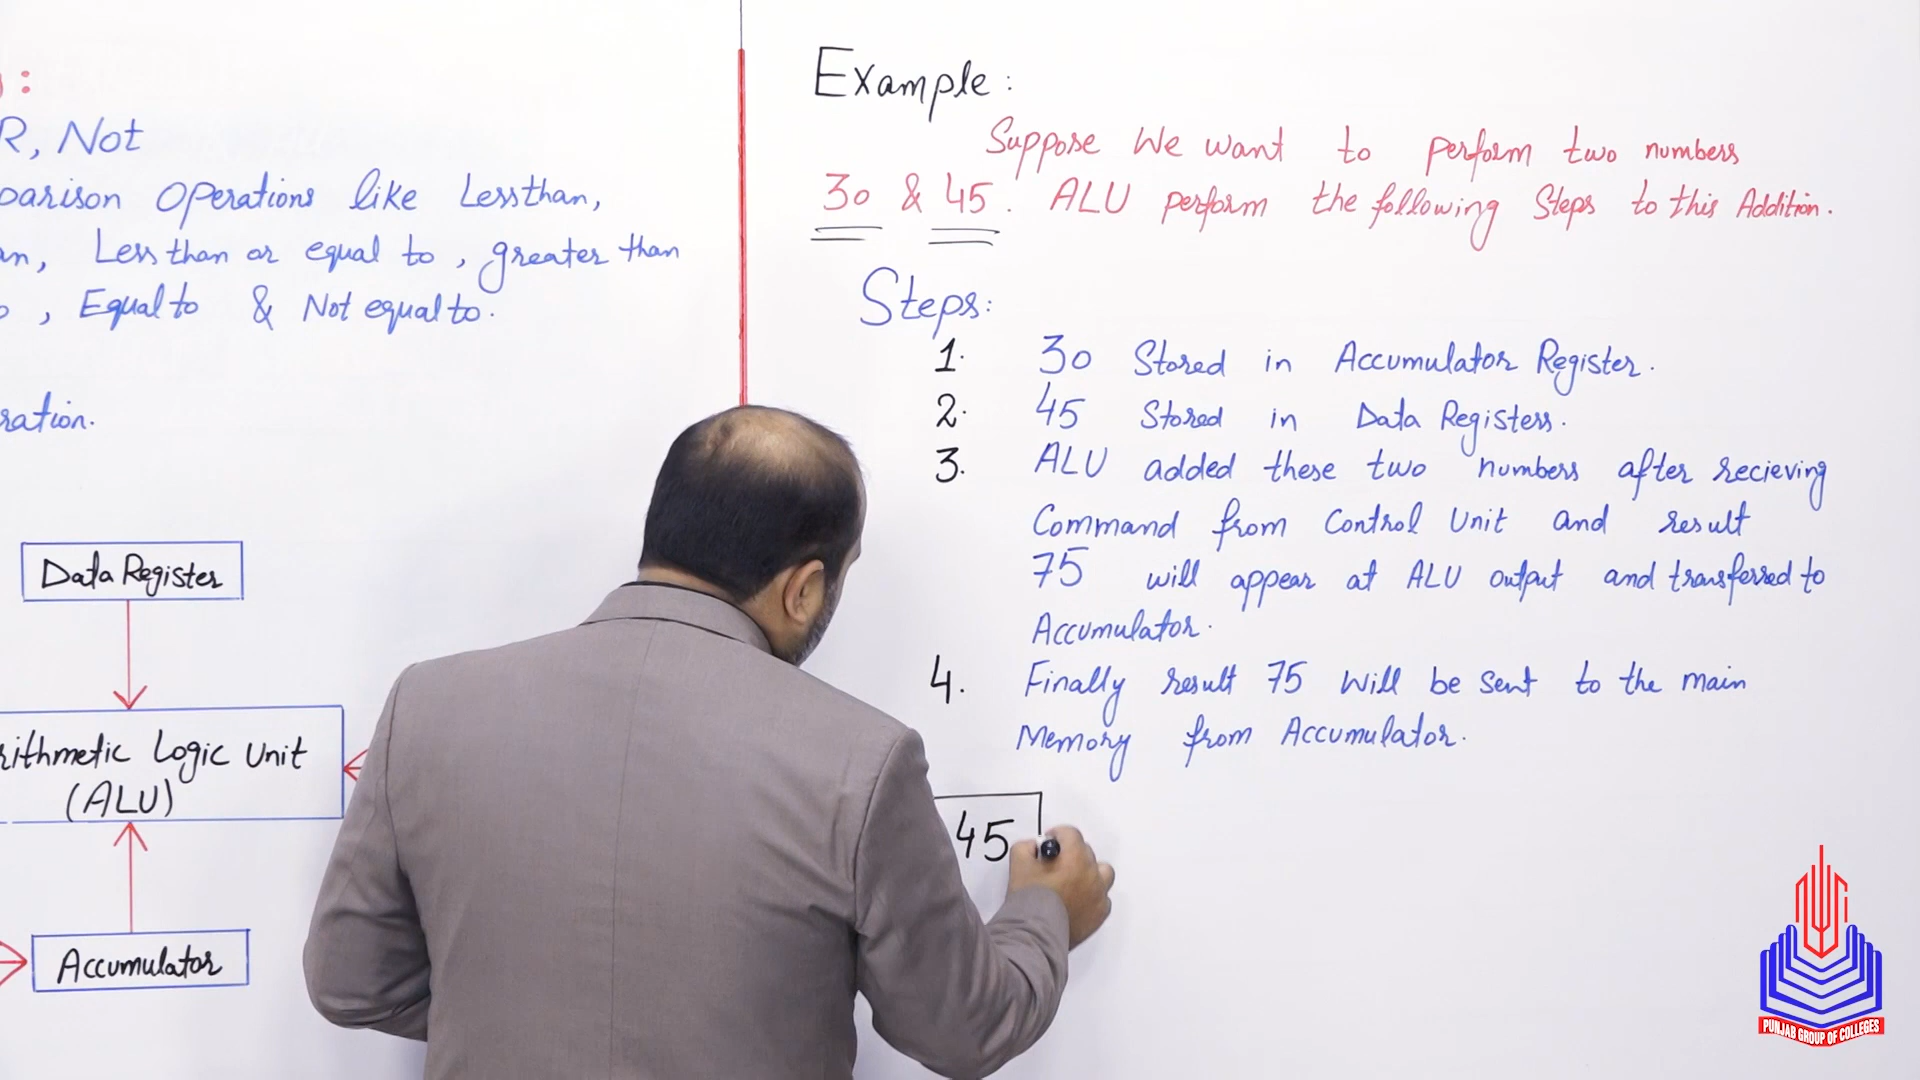 :
R, Not
parison Operations like Lessthan,
an, Less than or equal to, greater than
o, Equal to & Not equal to.
ration.
Data Register
rithmetic Logic Unit
(ALU)
Accumulator
Example:
Suppose We want to perform two numbers
30 & 45. ALU perform the following Steps to this Addition.
Steps:
1. 30 Stored in Accumulator Register.
2. 45 Stored in Data Registers.
3. ALU added these two numbers after recieving
Command from Control Unit and result
75 will appear at ALU output and transferred to
Accumulator.
4. Finally result 75 will be sent to the main
Memory from Accumulator.
45
PUNJAB GROUP OF COLLEGES